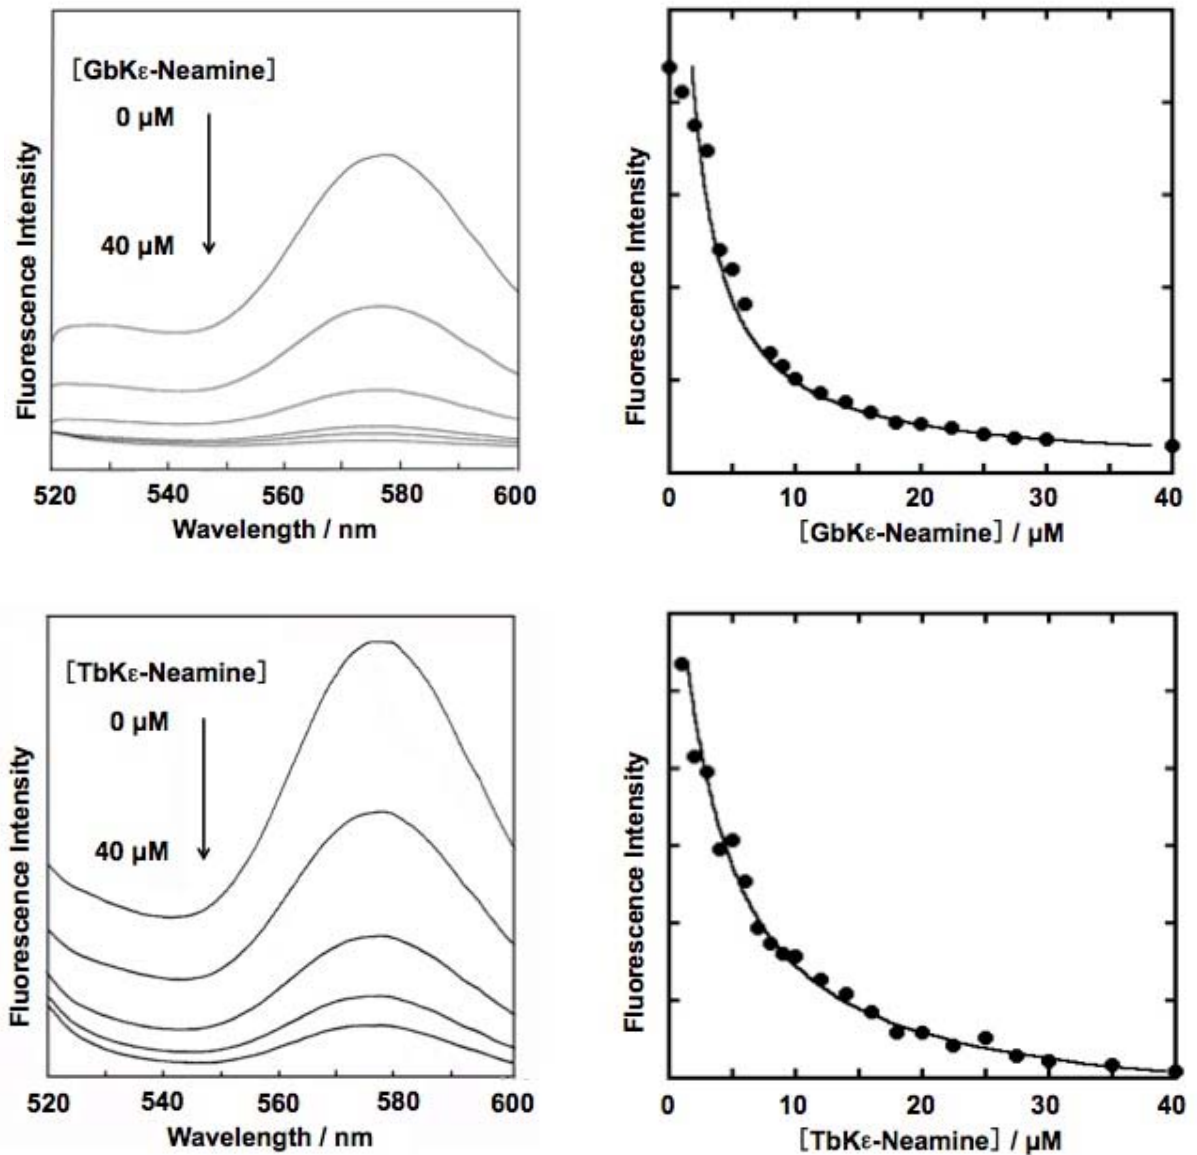 [GbKε-Neamine]
0 µM
40 µM
Fluorescence Intensity
520 540 560 580 600
Wavelength / nm
Fluorescence Intensity
0 10 20 30 40
[GbKε-Neamine] / µM
[TbKε-Neamine]
0 µM
40 µM
Fluorescence Intensity
520 540 560 580 600
Wavelength / nm
Fluorescence Intensity
0 10 20 30 40
[TbKε-Neamine] / µM